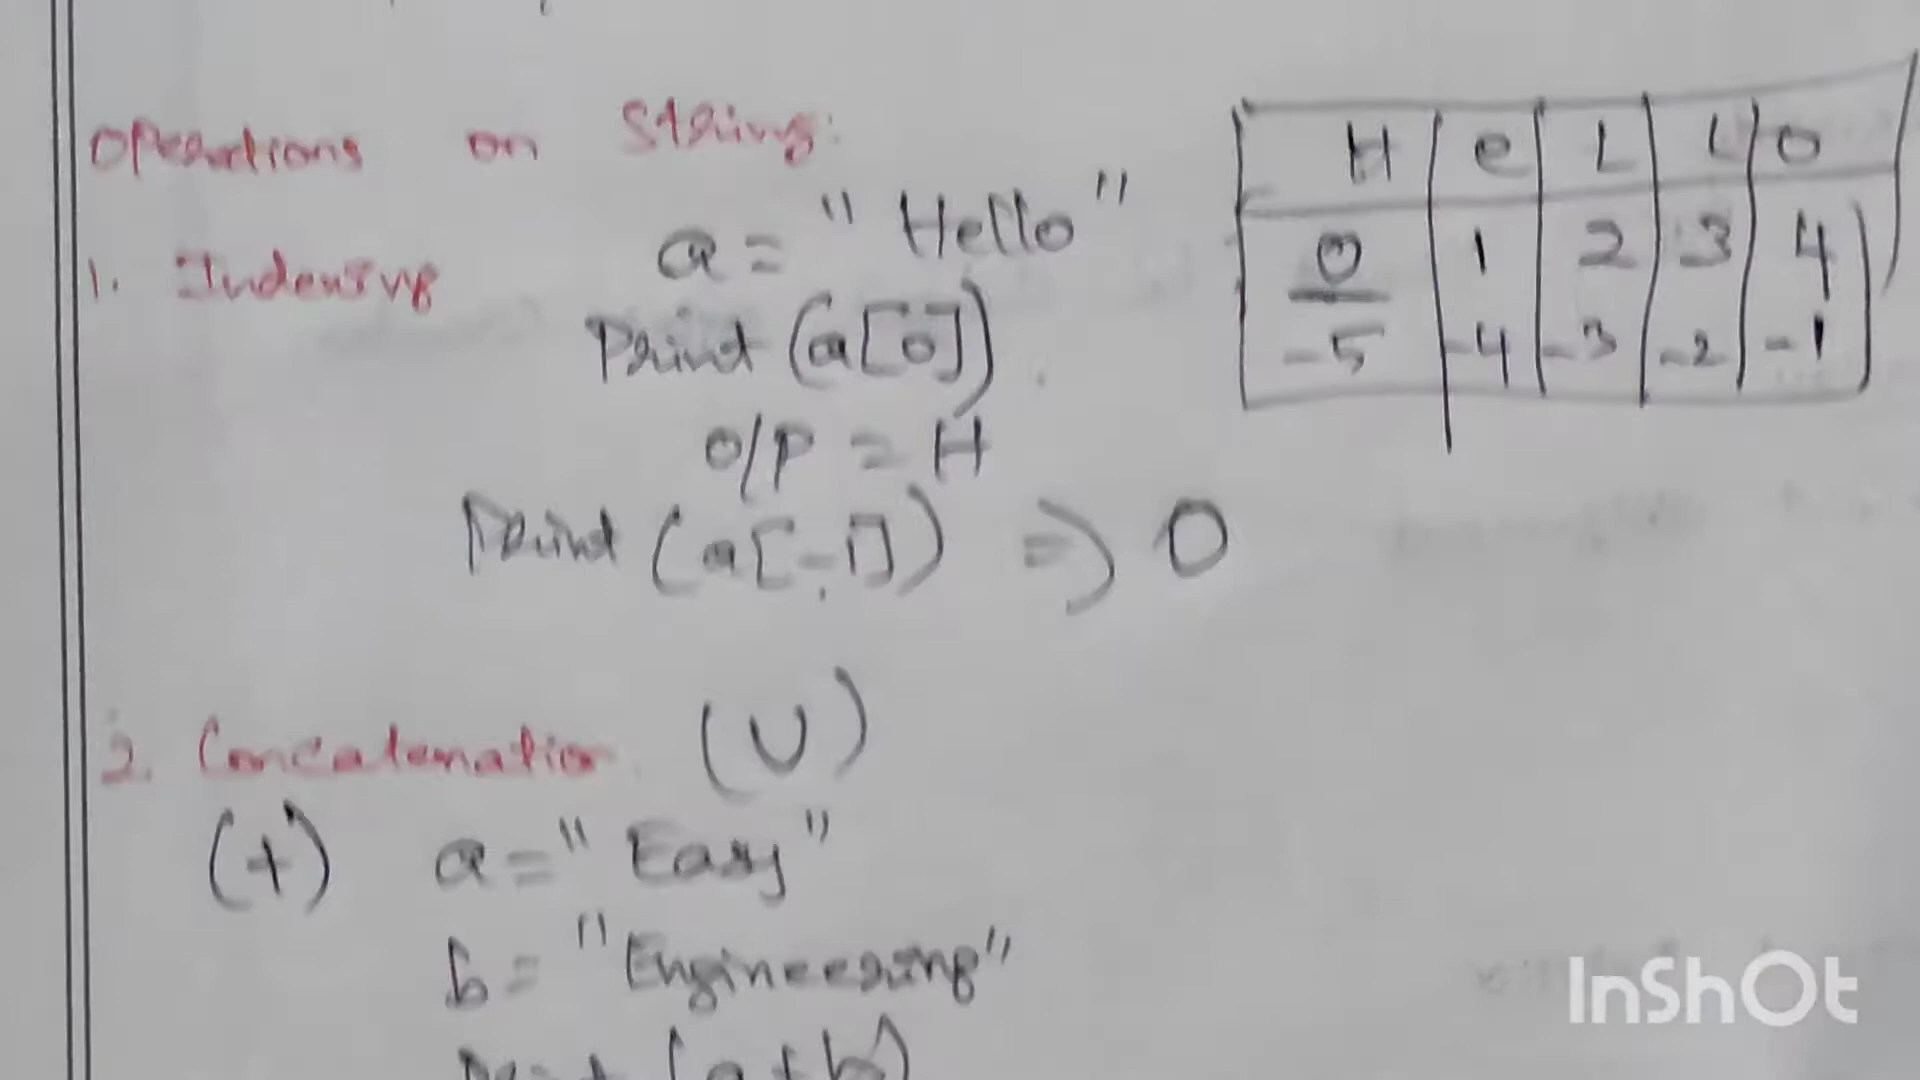 Operations on String:
1. Indexing
a = "Hello"
Print (a[0])
O/P = H
Print (a[-1]) => O
H e L L O
0 1 2 3 4
-5 -4 -3 -2 -1
2. Concatenation (U)
(+) a = "Easy"
b = "Engineering"
Print (a+b)
InShOt